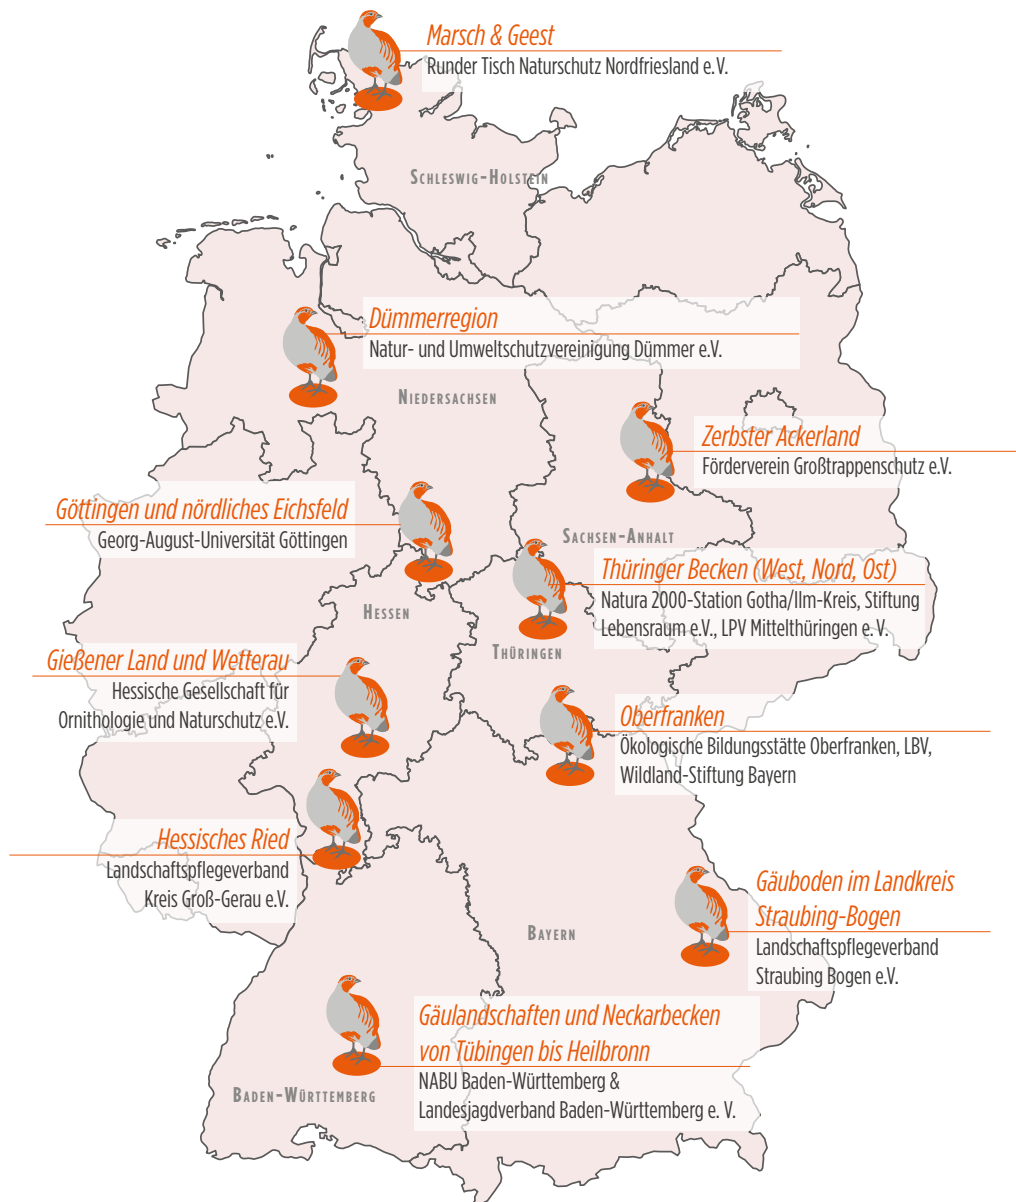 Marsch & Geest
Runder Tisch Naturschutz Nordfriesland e.V.
Schleswig-Holstein
Dümmerregion
Natur- und Umweltschutzvereinigung Dümmer e.V.
Niedersachsen
Zerbster Ackerland
Förderverein Großtrappenschutz e.V.
Göttingen und nördliches Eichsfeld
Georg-August-Universität Göttingen
Sachsen-Anhalt
Thüringer Becken (West, Nord, Ost)
Natura 2000-Station Gotha/Ilm-Kreis, Stiftung
Lebensraum e.V., LPV Mittelthüringen e.V.
Hessen
Thüringen
Gießener Land und Wetterau
Hessische Gesellschaft für
Ornithologie und Naturschutz e.V.
Oberfranken
Ökologische Bildungsstätte Oberfranken, LBV,
Wildland-Stiftung Bayern
Hessisches Ried
Landschaftspflegeverband
Kreis Groß-Gerau e.V.
Gäuboden im Landkreis
Straubing-Bogen
Landschaftspflegeverband
Straubing Bogen e.V.
Bayern
Gäulandschaften und Neckarbecken
von Tübingen bis Heilbronn
NABU Baden-Württemberg &
Landesjagdverband Baden-Württemberg e. V.
Baden-Württemberg